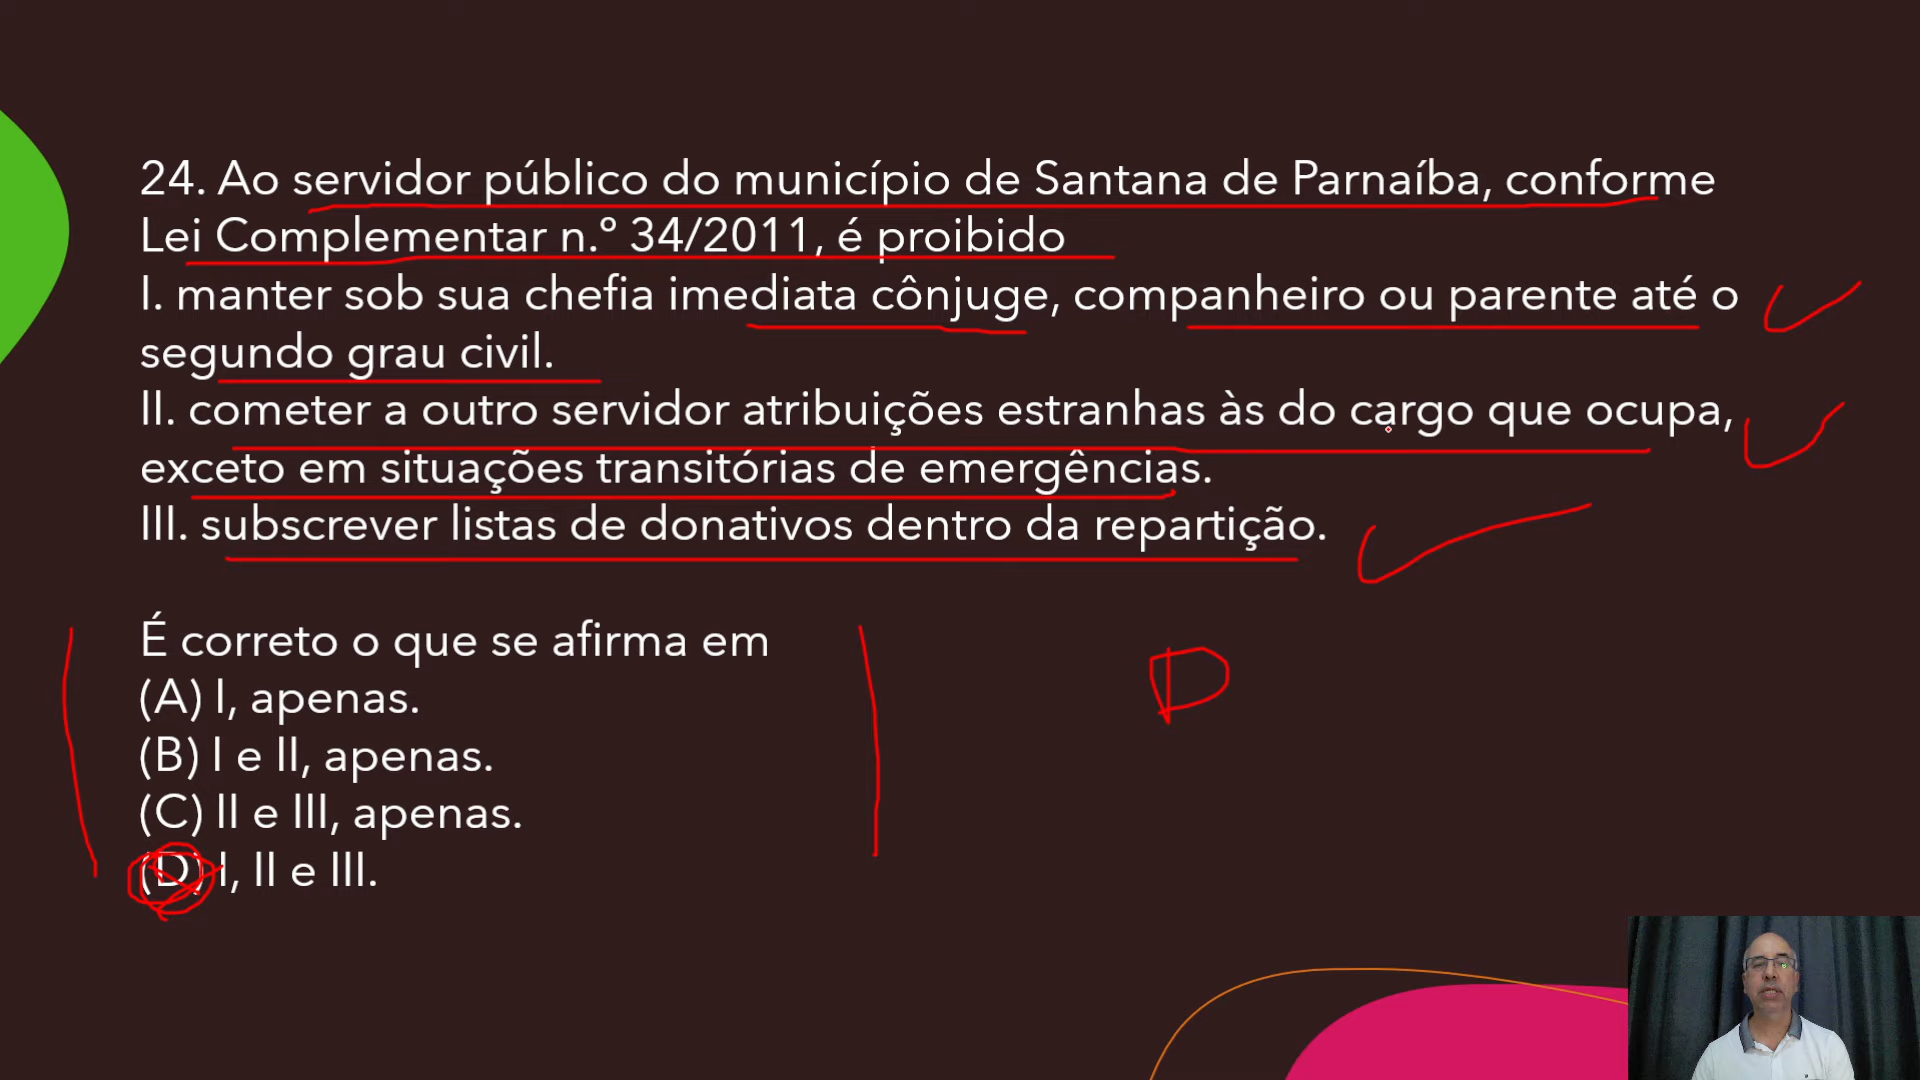 24. Ao servidor público do município de Santana de Parnaíba, conforme
Lei Complementar n.º 34/2011, é proibido
I. manter sob sua chefia imediata cônjuge, companheiro ou parente até o
segundo grau civil.
II. cometer a outro servidor atribuições estranhas às do cargo que ocupa,
exceto em situações transitórias de emergências.
III. subscrever listas de donativos dentro da repartição.
É correto o que se afirma em
(A) I, apenas.
(B) I e II, apenas.
D
(C) II e III, apenas.
(D) I, II e III.